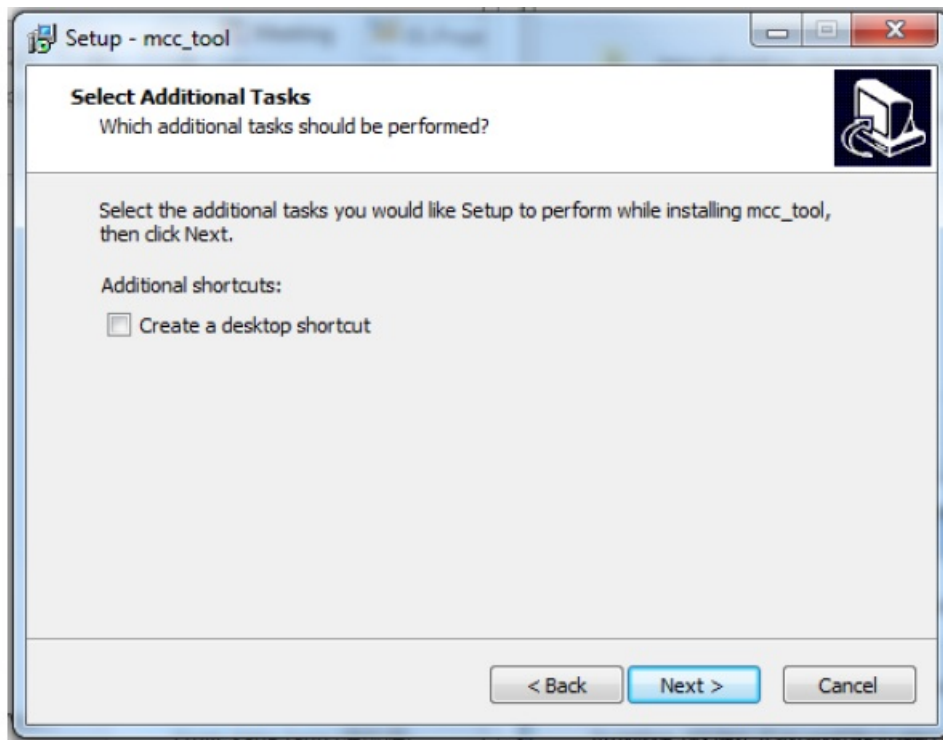 Setup - mcc_tool
Select Additional Tasks
Which additional tasks should be performed?
Select the additional tasks you would like Setup to perform while installing mcc_tool,
then click Next.
Additional shortcuts:
Create a desktop shortcut
< Back
Next >
Cancel